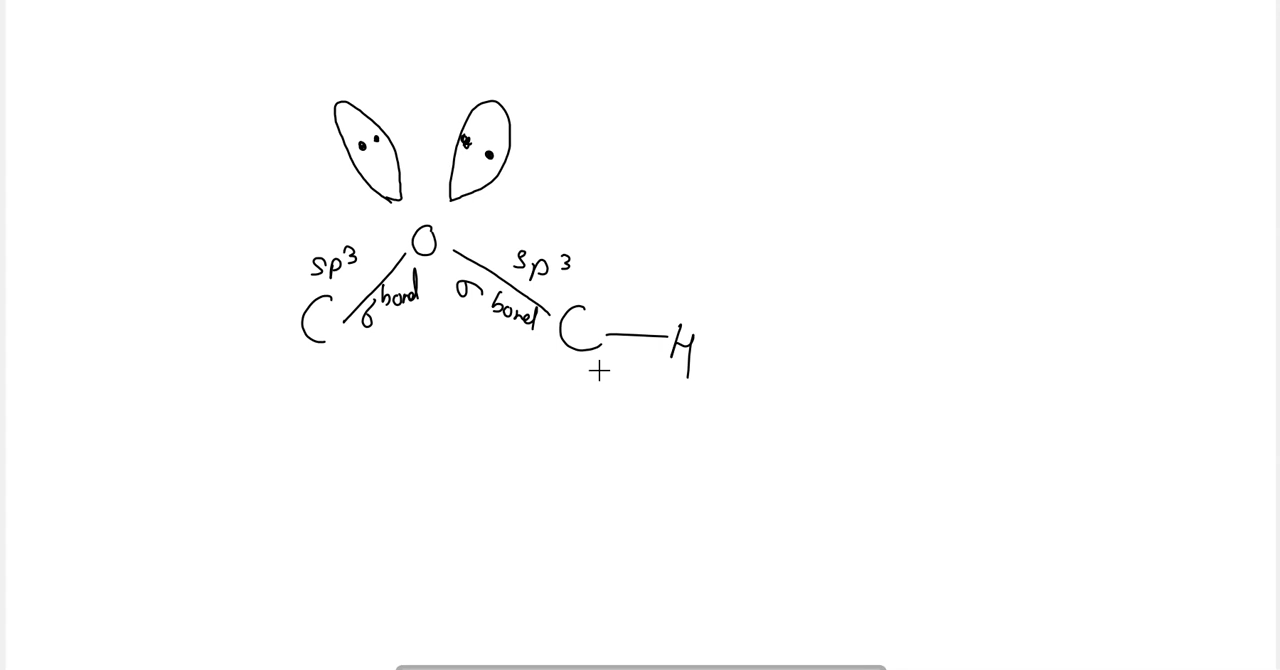 O
sp³
sp³
σ bond
σ bond
C
C—H